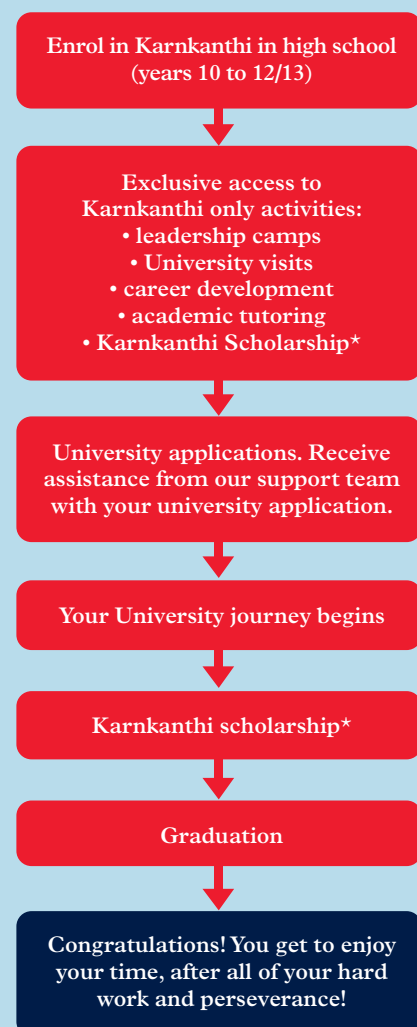 Enrol in Karnkanthi in high school
(years 10 to 12/13)
Exclusive access to
Karnkanthi only activities:
• leadership camps
• University visits
• career development
• academic tutoring
• Karnkanthi Scholarship*
University applications. Receive
assistance from our support team
with your university application.
Your University journey begins
Karnkanthi scholarship*
Graduation
Congratulations! You get to enjoy
your time, after all of your hard
work and perseverance!